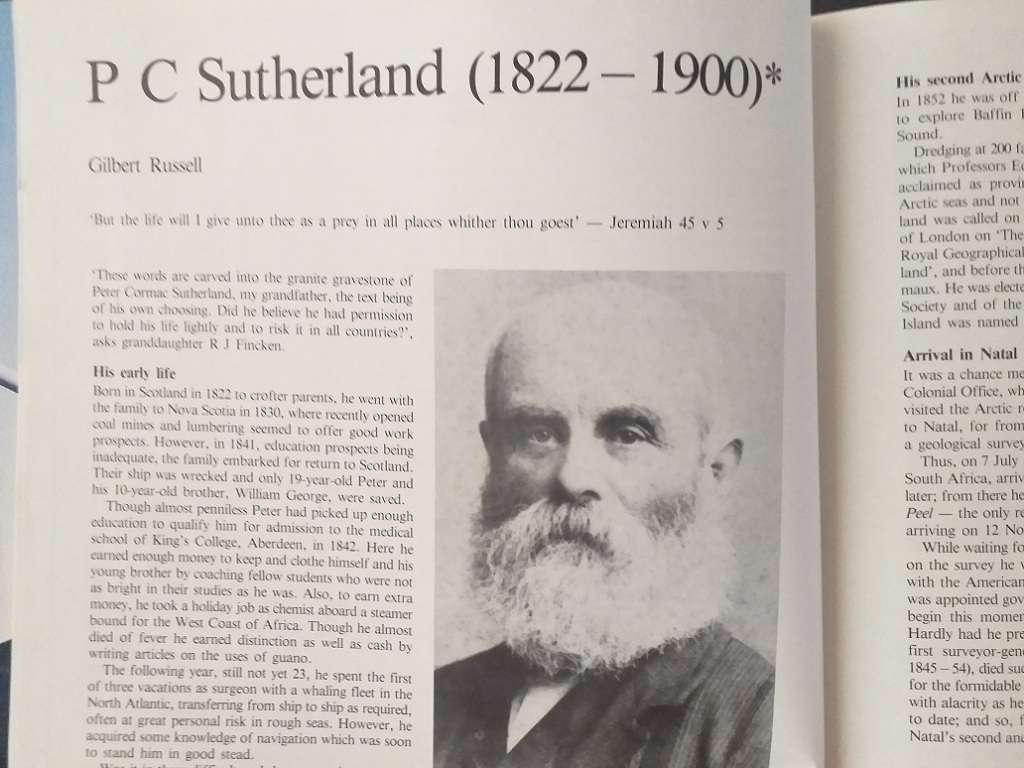 P C Sutherland (1822 – 1900)*
Gilbert Russell
'But the life will I give unto thee as a prey in all places whither thou goest' — Jeremiah 45 v 5
'These words are carved into the granite gravestone of
Peter Cormac Sutherland, my grandfather, the text being
of his own choosing. Did he believe he had permission
to hold his life lightly and to risk it in all countries?',
asks granddaughter R J Fincken.
His early life
Born in Scotland in 1822 to crofter parents, he went with
the family to Nova Scotia in 1830, where recently opened
coal mines and lumbering seemed to offer good work
prospects. However, in 1841, education prospects being
inadequate, the family embarked for return to Scotland.
Their ship was wrecked and only 19-year-old Peter and
his 10-year-old brother, William George, were saved.
Though almost penniless Peter had picked up enough
education to qualify him for admission to the medical
school of King's College, Aberdeen, in 1842. Here he
earned enough money to keep and clothe himself and his
young brother by coaching fellow students who were not
as bright in their studies as he was. Also, to earn extra
money, he took a holiday job as chemist aboard a steamer
bound for the West Coast of Africa. Though he almost
died of fever he earned distinction as well as cash by
writing articles on the uses of guano.
The following year, still not yet 23, he spent the first
of three vacations as surgeon with a whaling fleet in the
North Atlantic, transferring from ship to ship as required,
often at great personal risk in rough seas. However, he
acquired some knowledge of navigation which was soon
to stand him in good stead.
His second Arctic
In 1852 he was off
to explore Baffin
Sound.
Dredging at 200
which Professors
acclaimed as
Arctic seas and not
land was called on
of London on 'The
Royal Geographical
land', and before
maux. He was
Society and of the
Island was named
Arrival in Natal
It was a chance
Colonial Office,
visited the Arctic
to Natal, for from
a geological survey
Thus, on 7 July
South Africa,
later; from there he
Peel — the only
arriving on 12
While waiting
on the survey he
with the American
was appointed
begin this
Hardly had he
first
1845 – 54), died
for the formidable
with alacrity as he
to date; and so,
Natal's second